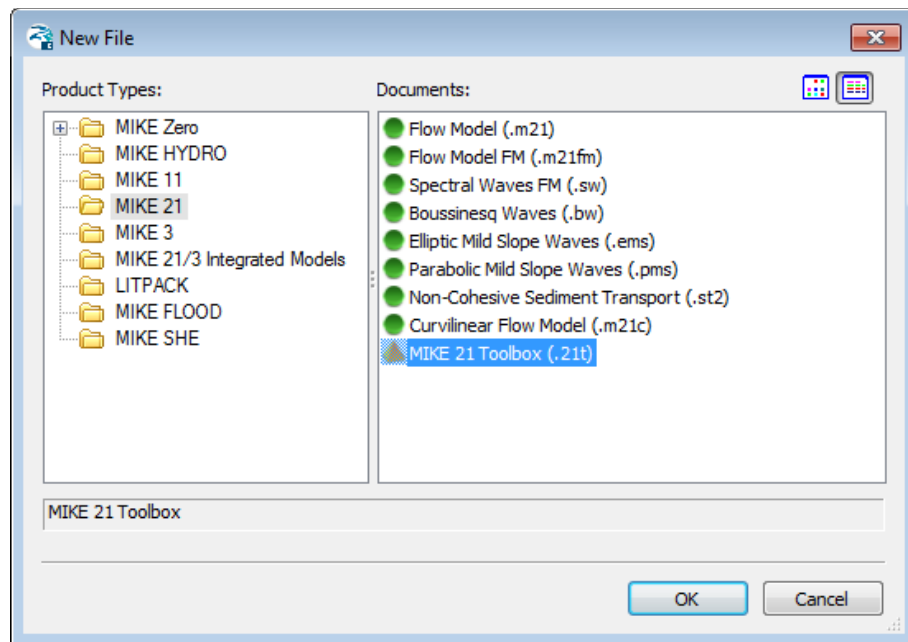 New File
Product Types:
Documents:
MIKE Zero
MIKE HYDRO
MIKE 11
MIKE 21
MIKE 3
MIKE 21/3 Integrated Models
LITPACK
MIKE FLOOD
MIKE SHE
Flow Model (.m21)
Flow Model FM (.m21fm)
Spectral Waves FM (.sw)
Boussinesq Waves (.bw)
Elliptic Mild Slope Waves (.ems)
Parabolic Mild Slope Waves (.pms)
Non-Cohesive Sediment Transport (.st2)
Curvilinear Flow Model (.m21c)
MIKE 21 Toolbox (.21t)
MIKE 21 Toolbox
OK
Cancel